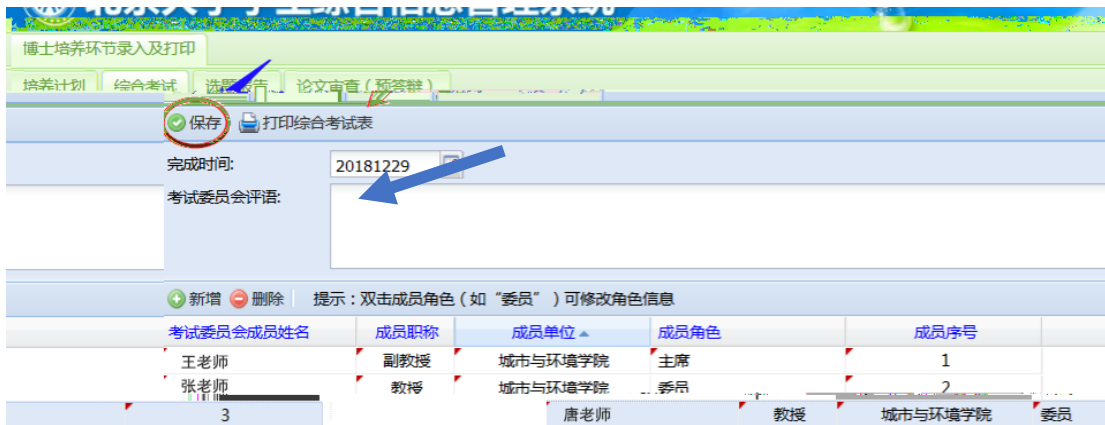 博士培养环节录入及打印
培养计划 综合考试 选题报告 论文审查(预答辩)
保存 打印综合考试表
完成时间: 20181229
考试委员会评语:
新增 删除 提示:双击成员角色(如“委员”)可修改角色信息
考试委员会成员姓名 成员职称 成员单位 成员角色 成员序号
王老师 副教授 城市与环境学院 主席 1
张老师 教授 城市与环境学院 委员 2
3 唐老师 教授 城市与环境学院 委员